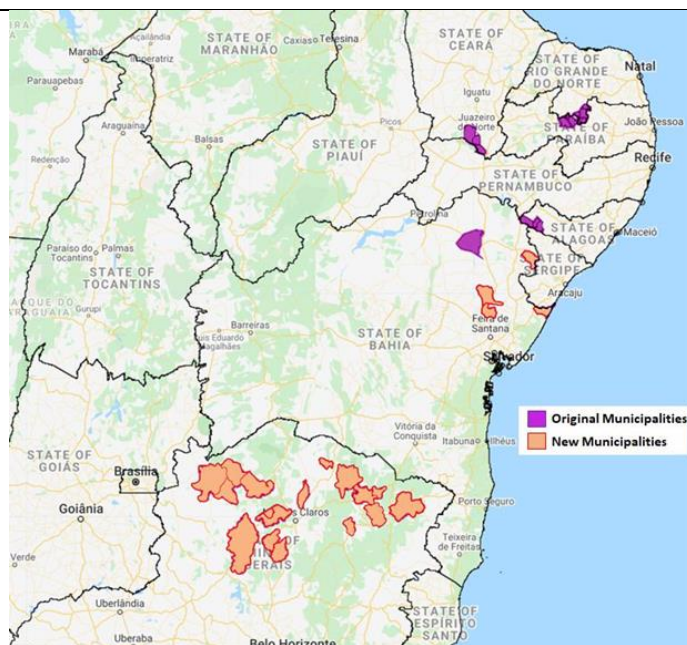 Açailândia
Caxias
Teresina
STATE OF
MARANHÃO
STATE OF
CEARÁ
Marabá
Imperatriz
STATE OF
RIO GRANDE
DO NORTE
Natal
Parauapebas
Iguatu
Juazeiro
do Norte
Picos
João Pessoa
STATE OF
PARAÍBA
Araguaína
Balsas
STATE OF
PIAUÍ
Redenção
Recife
STATE OF
PERNAMBUCO
Petrolina
STATE OF
ALAGOAS
Maceió
Paraíso do
Tocantins
Palmas
STATE OF
TOCANTINS
STATE OF
SERGIPE
Aracaju
Gurupi
Feira de
Santana
Barreiras
Luis Eduardo
Magalhães
STATE OF
BAHIA
Salvador
Vitória da
Conquista
Itabuna
Ilhéus
Original Municipalities
New Municipalities
STATE OF
GOIÁS
Brasília
Goiânia
s Claros
Porto Seguro
Verde
MIN
ERAIS
Teixeira
de Freitas
Uberlândia
STATE OF
ESPÍRITO
SANTO
Uberaba
Belo Horizonte